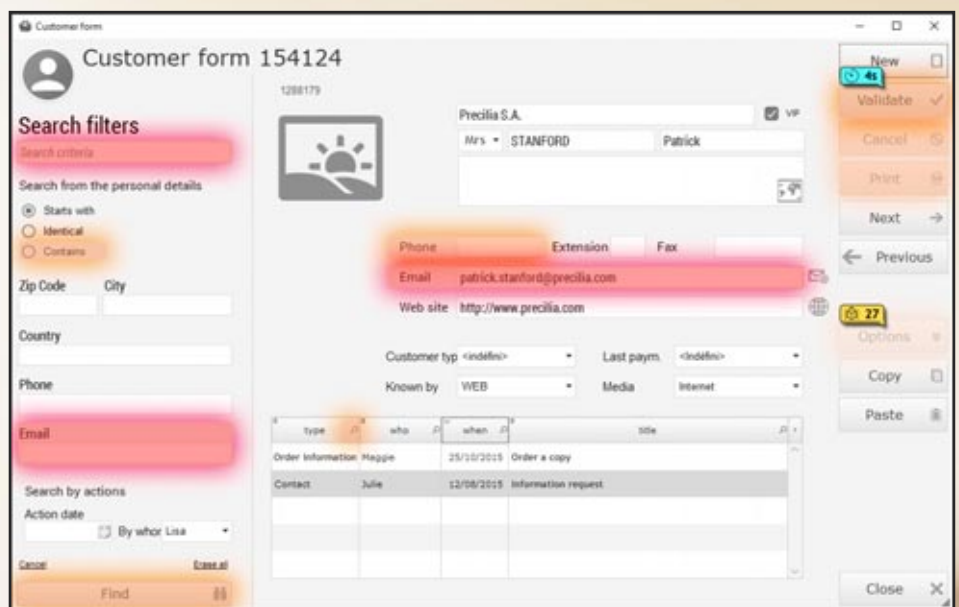 Customer form
Customer form 154124
1288179
Search filters
Search criteria
Search from the personal details
Starts with
Identical
Contains
Zip Code City
Country
Phone
Email
Search by actions
Action date
By whor Lisa
Cancel Erase all
Find
Precilia S.A. VIP
Mrs STANFORD Patrick
Phone Extension Fax
Email patrick.stanford@precilia.com
Web site http://www.precilia.com
Customer typ <indéfini> Last paym. <indéfini>
Known by WEB Media Internet
type who when title
Order Information Maggie 25/10/2015 Order a copy
Contact Julie 12/08/2015 Information request
New
4s
Validate
Cancel
Print
Next
Previous
27
Options
Copy
Paste
Close